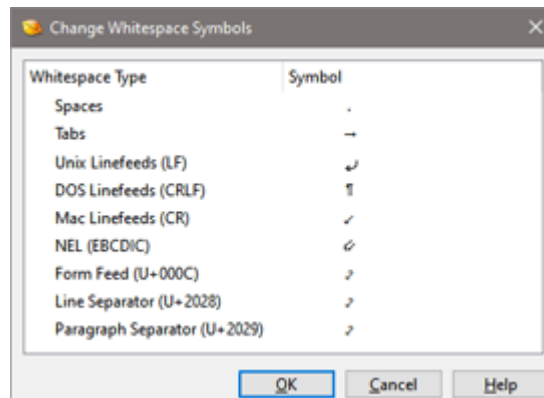 Change Whitespace Symbols
Whitespace Type Symbol
Spaces .
Tabs →
Unix Linefeeds (LF)
DOS Linefeeds (CRLF) ¶
Mac Linefeeds (CR)
NEL (EBCDIC)
Form Feed (U+000C)
Line Separator (U+2028)
Paragraph Separator (U+2029)
OK Cancel Help